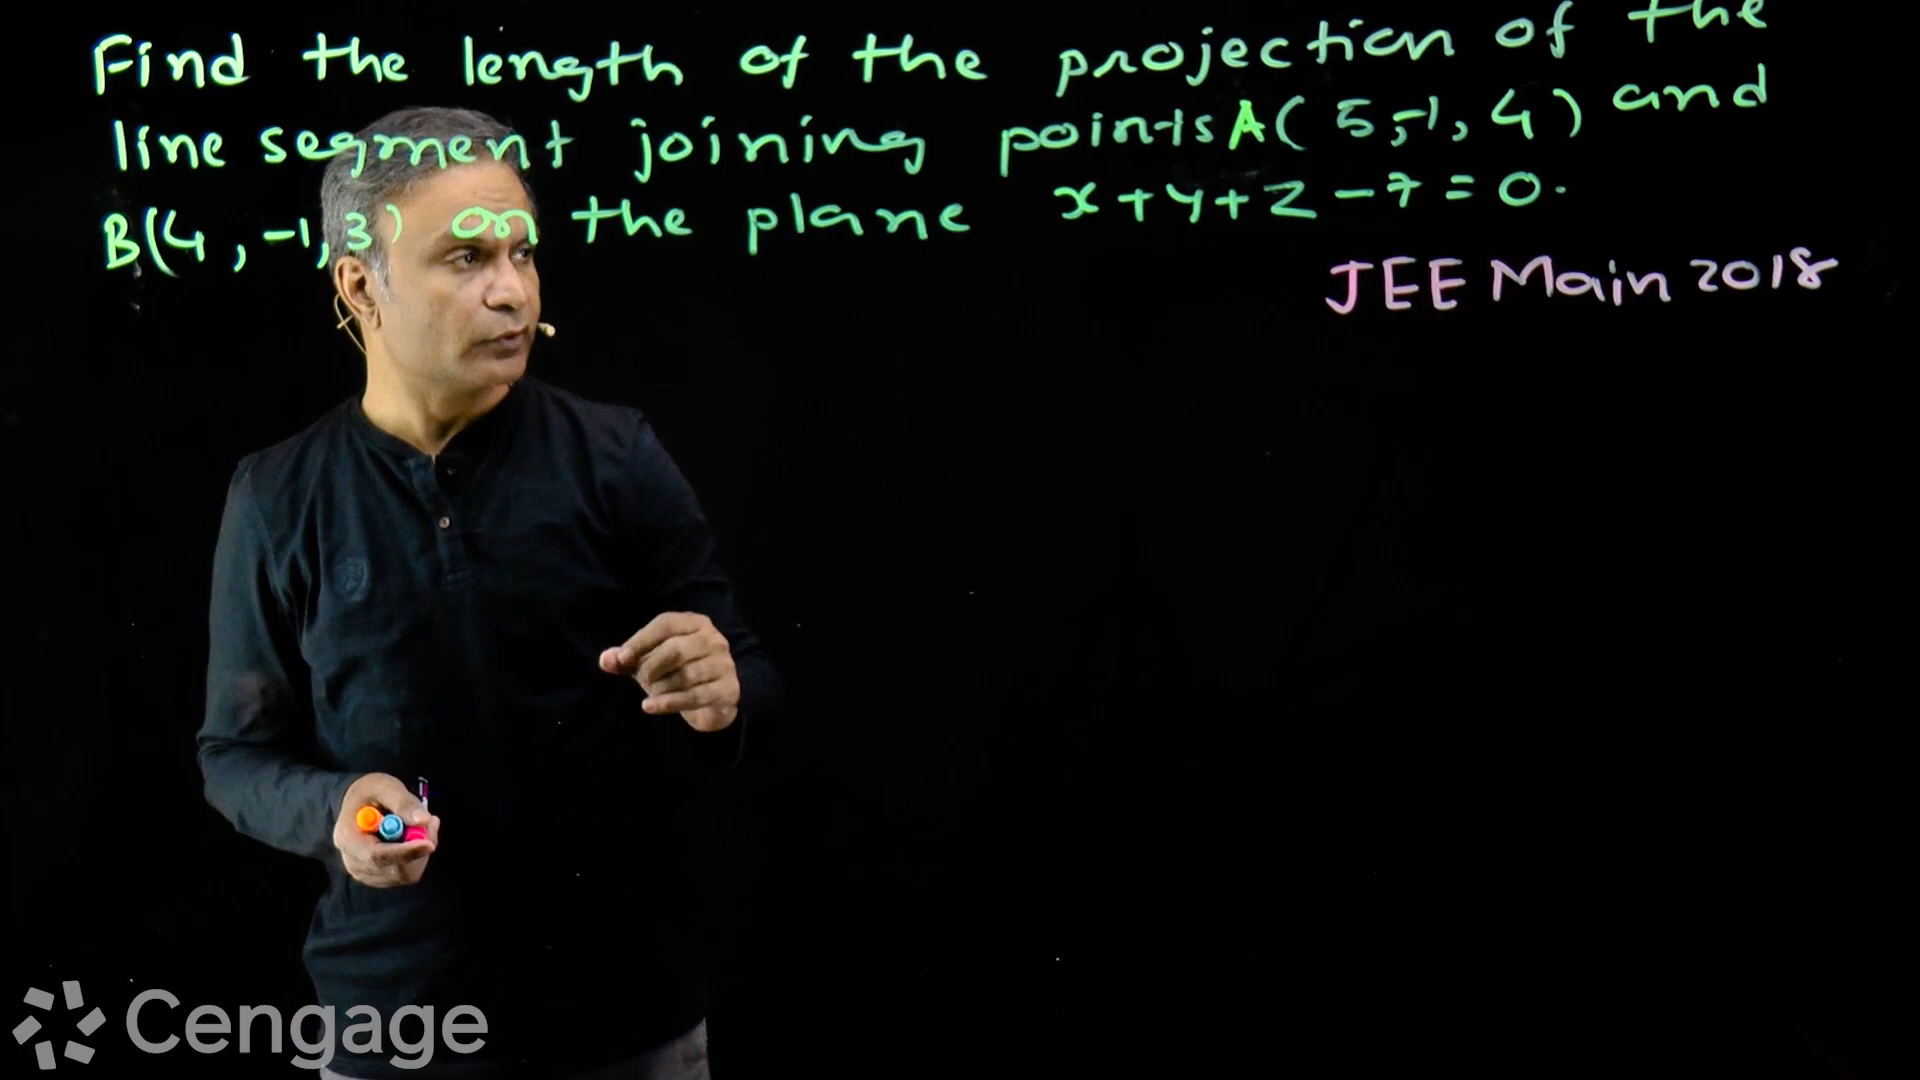 Find the length of the projection of the
line segment joining points A(5,-1,4) and
B(4,-1,3) on the plane x+y+z-7=0.
JEE Main 2018
Cengage